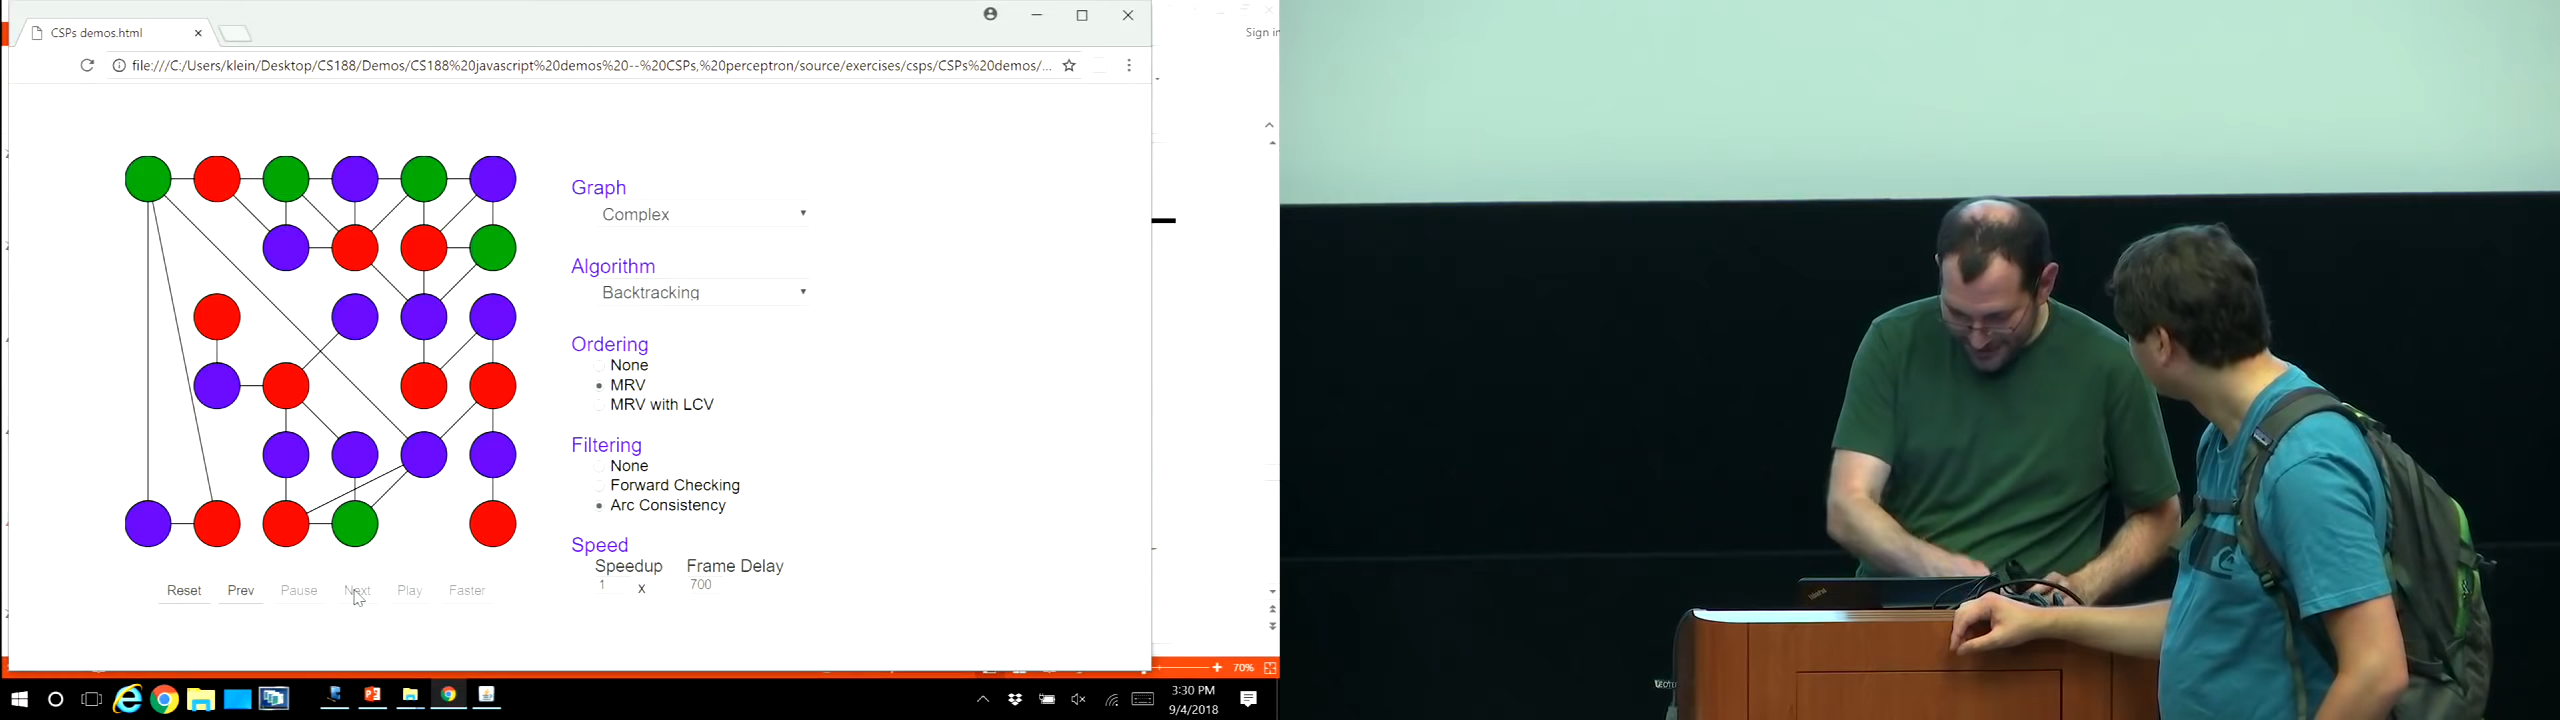 CSPs demos.html
Sign in
file:///C:/Users/klein/Desktop/CS188/Demos/CS188%20javascript%20demos%20--%20CSPs,%20perceptron/source/exercises/csps/CSPs%20demos/...
Graph
Complex
Algorithm
Backtracking
Ordering
None
MRV
MRV with LCV
Filtering
None
Forward Checking
Arc Consistency
Speed
Speedup Frame Delay
1 x 700
Reset Prev Pause Next Play Faster
70%
3:30 PM
9/4/2018
ThinkPad